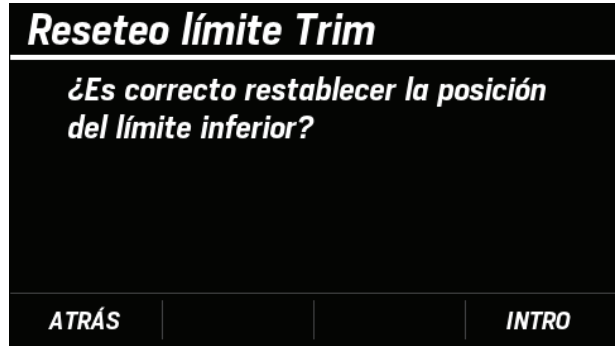 Reseteo límite Trim
¿Es correcto restablecer la posición
del límite inferior?
ATRÁS INTRO